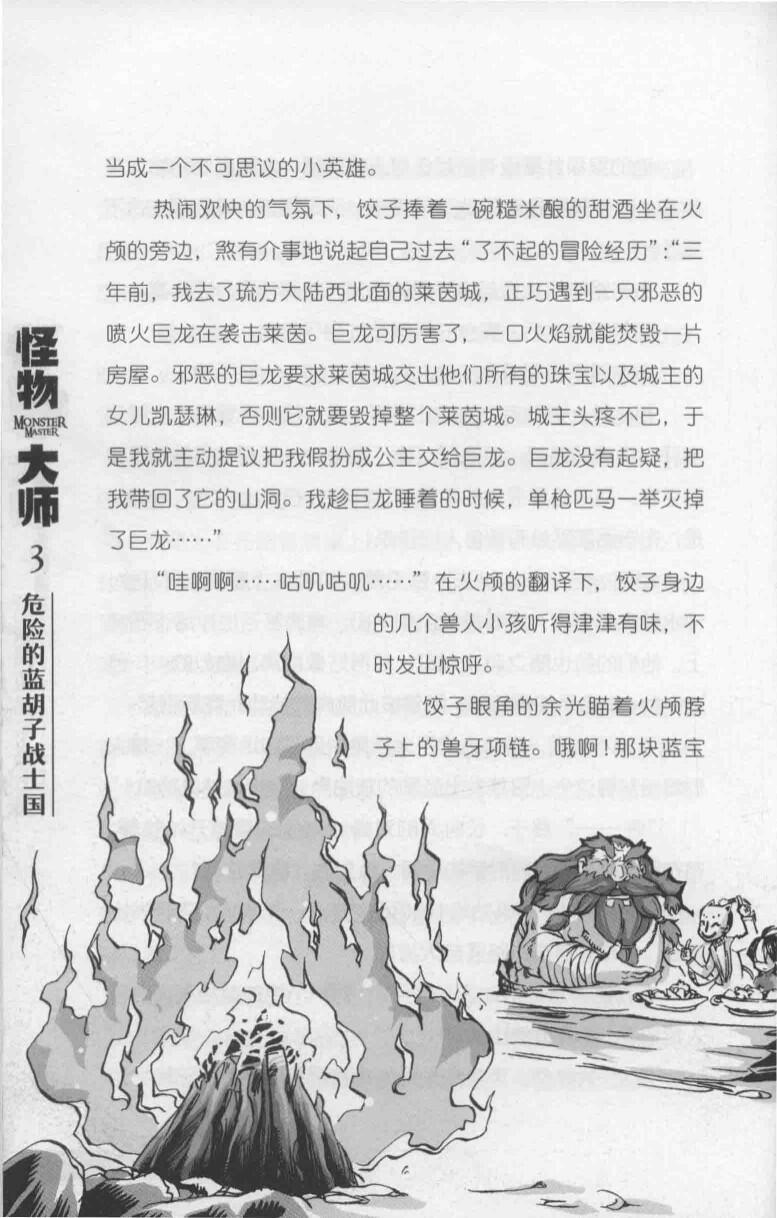 当成一个不可思议的小英雄。
热闹欢快的气氛下，饺子捧着一碗糙米酿的甜酒坐在火
颅的旁边，煞有介事地说起自己过去“了不起的冒险经历”：“三
年前，我去了琉方大陆西北面的莱茵城，正巧遇到一只邪恶的
喷火巨龙在袭击莱茵。巨龙可厉害了，一口火焰就能焚毁一片
房屋。邪恶的巨龙要求莱茵城交出他们所有的珠宝以及城主的
女儿凯瑟琳，否则它就要毁掉整个莱茵城。城主头疼不已，于
是我就主动提议把我假扮成公主交给巨龙。巨龙没有起疑，把
我带回了它的山洞。我趁巨龙睡着的时候，单枪匹马一举灭掉
了巨龙……”
“哇啊啊……咕叽咕叽……”在火颅的翻译下，饺子身边
的几个兽人小孩听得津津有味，不
时发出惊呼。
饺子眼角的余光瞄着火颅脖
子上的兽牙项链。哦啊！那块蓝宝
怪物
MONSTER
MASTER
大师
3
危险的蓝胡子战士国